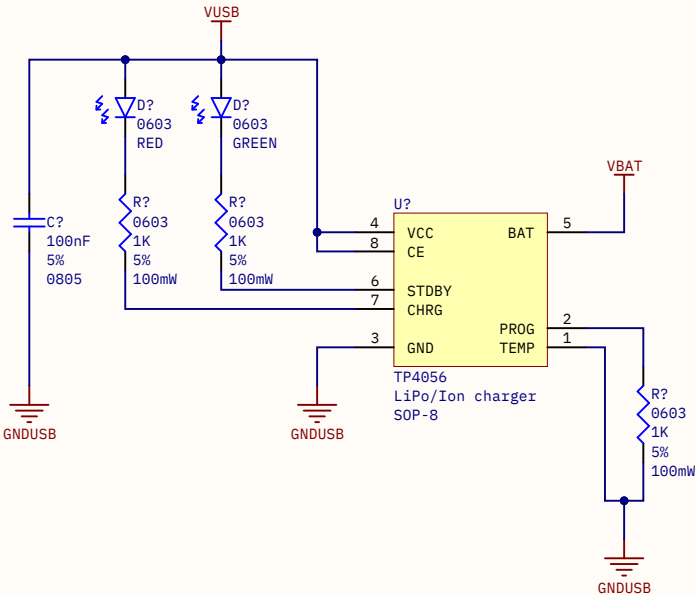 VUSB
D?
0603
RED
D?
0603
GREEN
VBAT
C?
100nF
5%
0805
R?
0603
1K
5%
100mW
R?
0603
1K
5%
100mW
U?
4
VCC
8
CE
6
STDBY
7
CHRG
3
GND
BAT
5
PROG
2
TEMP
1
TP4056
LiPo/Ion charger
SOP-8
R?
0603
1K
5%
100mW
GNDUSB
GNDUSB
GNDUSB